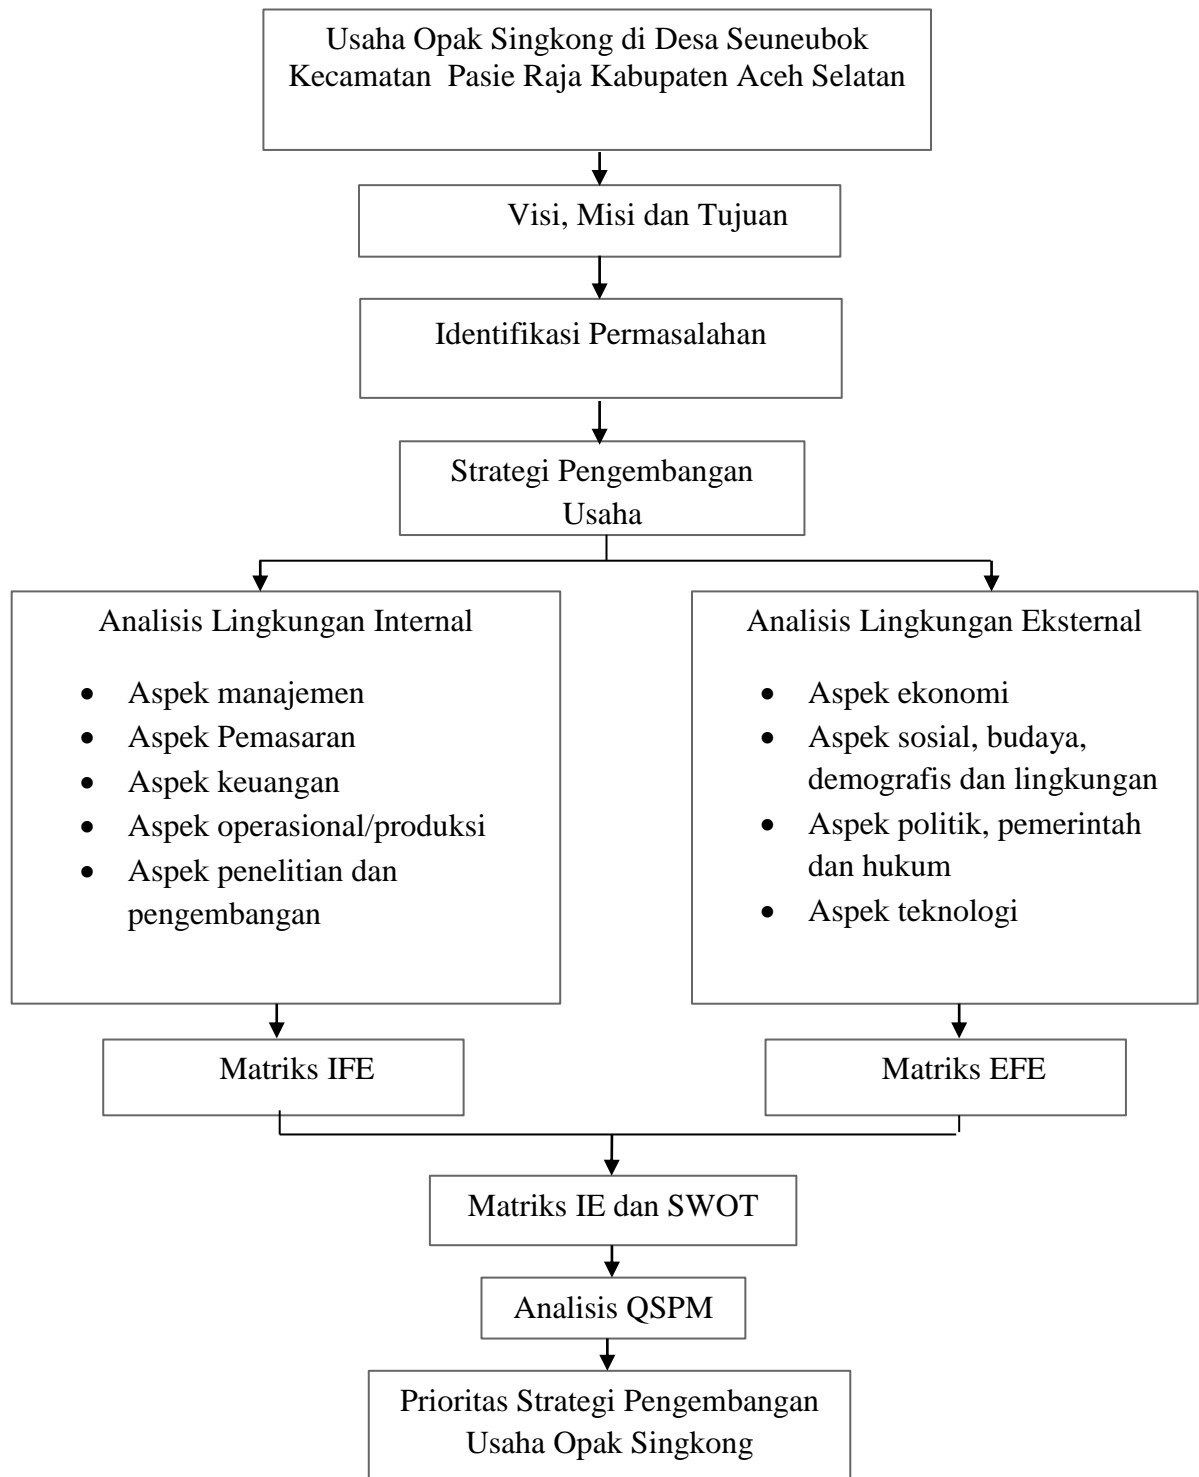 Usaha Opak Singkong di Desa Seuneubok
Kecamatan Pasie Raja Kabupaten Aceh Selatan
Visi, Misi dan Tujuan
Identifikasi Permasalahan
Strategi Pengembangan
Usaha
Analisis Lingkungan Internal
• Aspek manajemen
• Aspek Pemasaran
• Aspek keuangan
• Aspek operasional/produksi
• Aspek penelitian dan
pengembangan
Analisis Lingkungan Eksternal
• Aspek ekonomi
• Aspek sosial, budaya,
demografis dan lingkungan
• Aspek politik, pemerintah
dan hukum
• Aspek teknologi
Matriks IFE
Matriks EFE
Matriks IE dan SWOT
Analisis QSPM
Prioritas Strategi Pengembangan
Usaha Opak Singkong